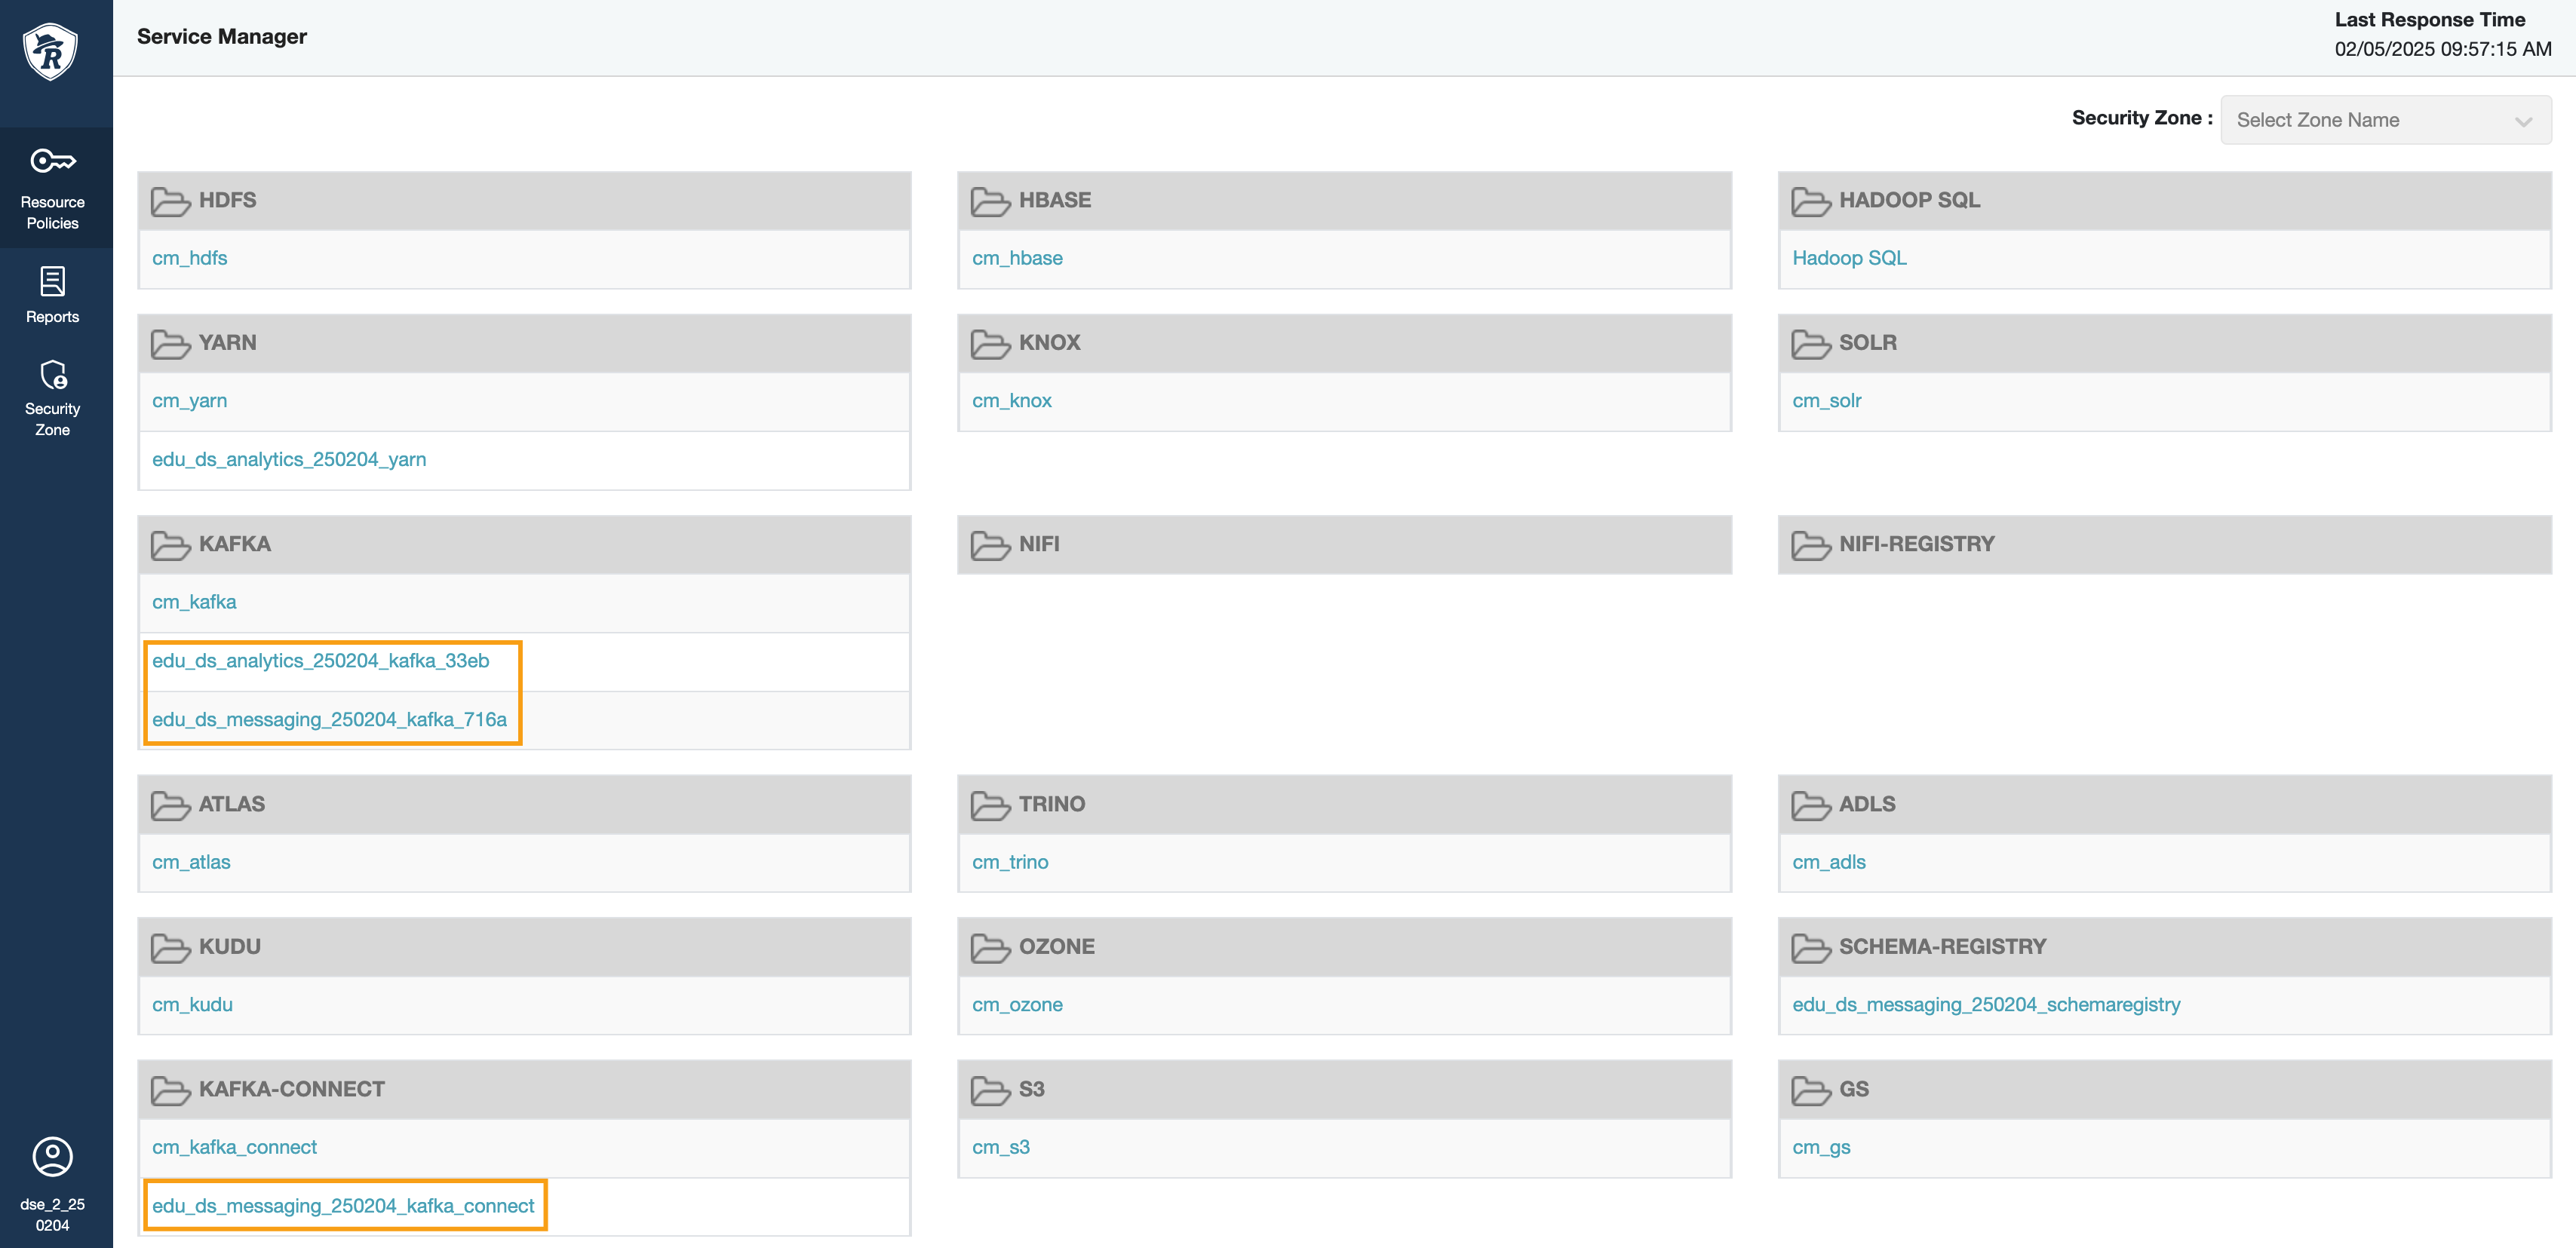 Service Manager
Last Response Time
02/05/2025 09:57:15 AM
R
Resource
Policies
Reports
Security
Zone
dse_2_25
0204
Security Zone :
Select Zone Name
HDFS
cm_hdfs
HBASE
cm_hbase
HADOOP SQL
Hadoop SQL
YARN
cm_yarn
edu_ds_analytics_250204_yarn
KNOX
cm_knox
SOLR
cm_solr
KAFKA
cm_kafka
edu_ds_analytics_250204_kafka_33eb
edu_ds_messaging_250204_kafka_716a
NIFI
NIFI-REGISTRY
ATLAS
cm_atlas
TRINO
cm_trino
ADLS
cm_adls
KUDU
cm_kudu
OZONE
cm_ozone
SCHEMA-REGISTRY
edu_ds_messaging_250204_schemaregistry
KAFKA-CONNECT
cm_kafka_connect
edu_ds_messaging_250204_kafka_connect
S3
cm_s3
GS
cm_gs